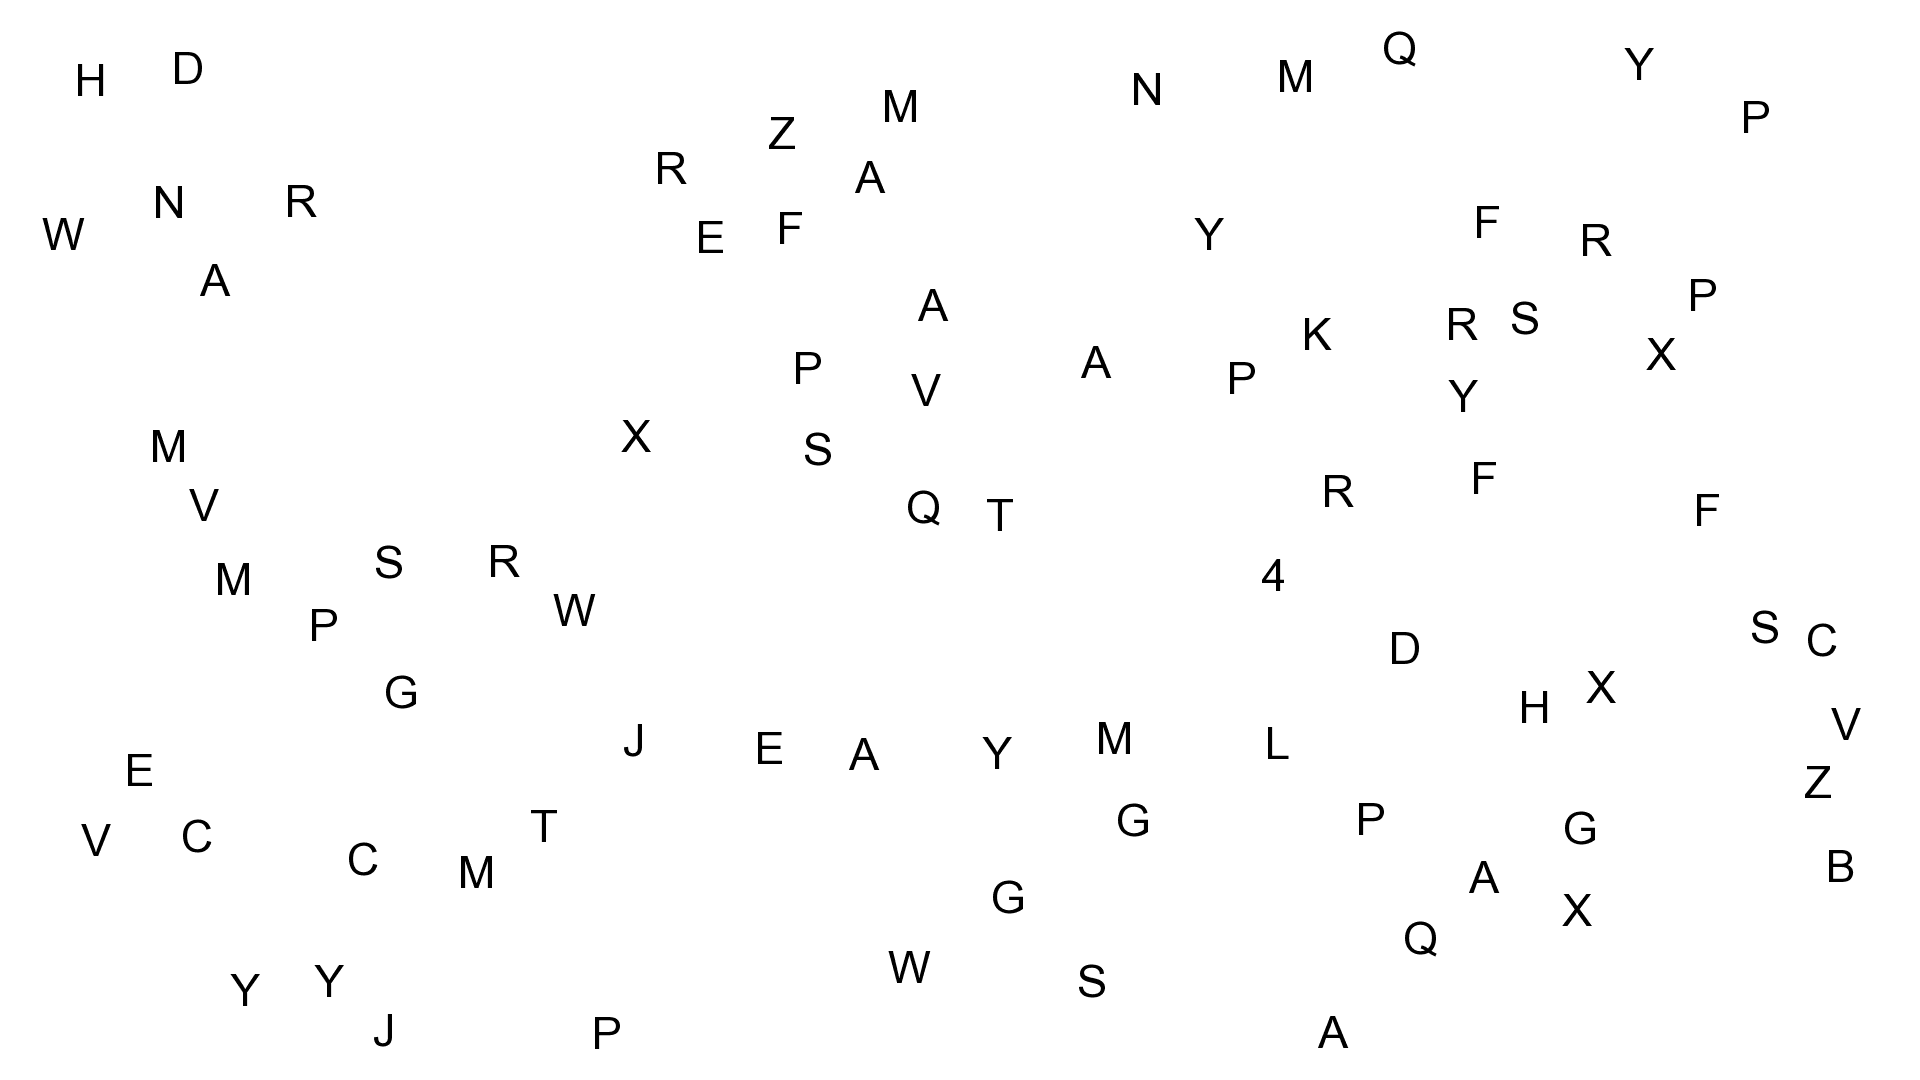 H D M N M Q Y P
Z
R A
W N R E F Y F R
A
A K R S P
P V A P Y X
M X S
V Q T R F F
M S R 4
P W
G D S C
H X
J E A Y M L V
E Z
V C T G P G
C M A B
G X
W Q
Y Y S
J P A